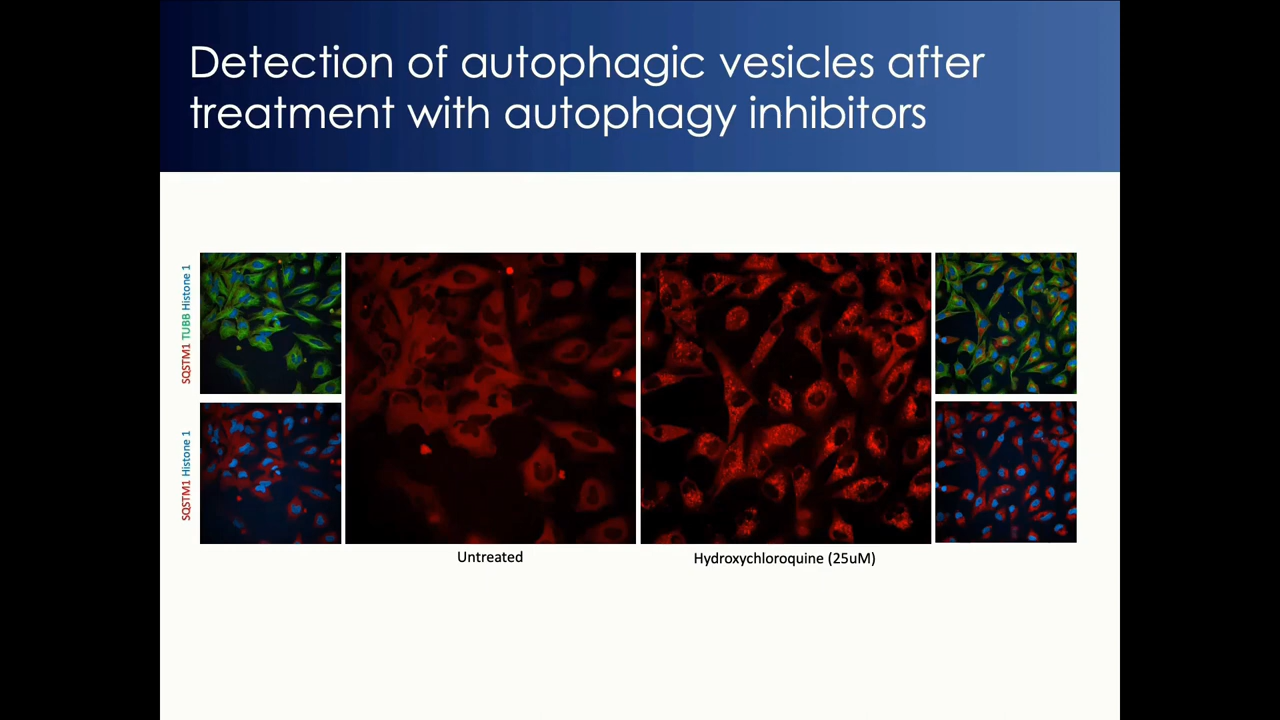 Detection of autophagic vesicles after
treatment with autophagy inhibitors
SQSTM1 TUBB Histone 1
SQSTM1 Histone 1
Untreated
Hydroxychloroquine (25uM)